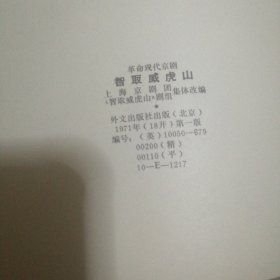 革命现代京剧
智取威虎山
上海京剧团
《智取威虎山》剧组 集体改编
*
外文出版社出版（北京）
1971年（18开）第一版
编号：（英）10050—679
00200（精）
00110（平）
10—E—1217